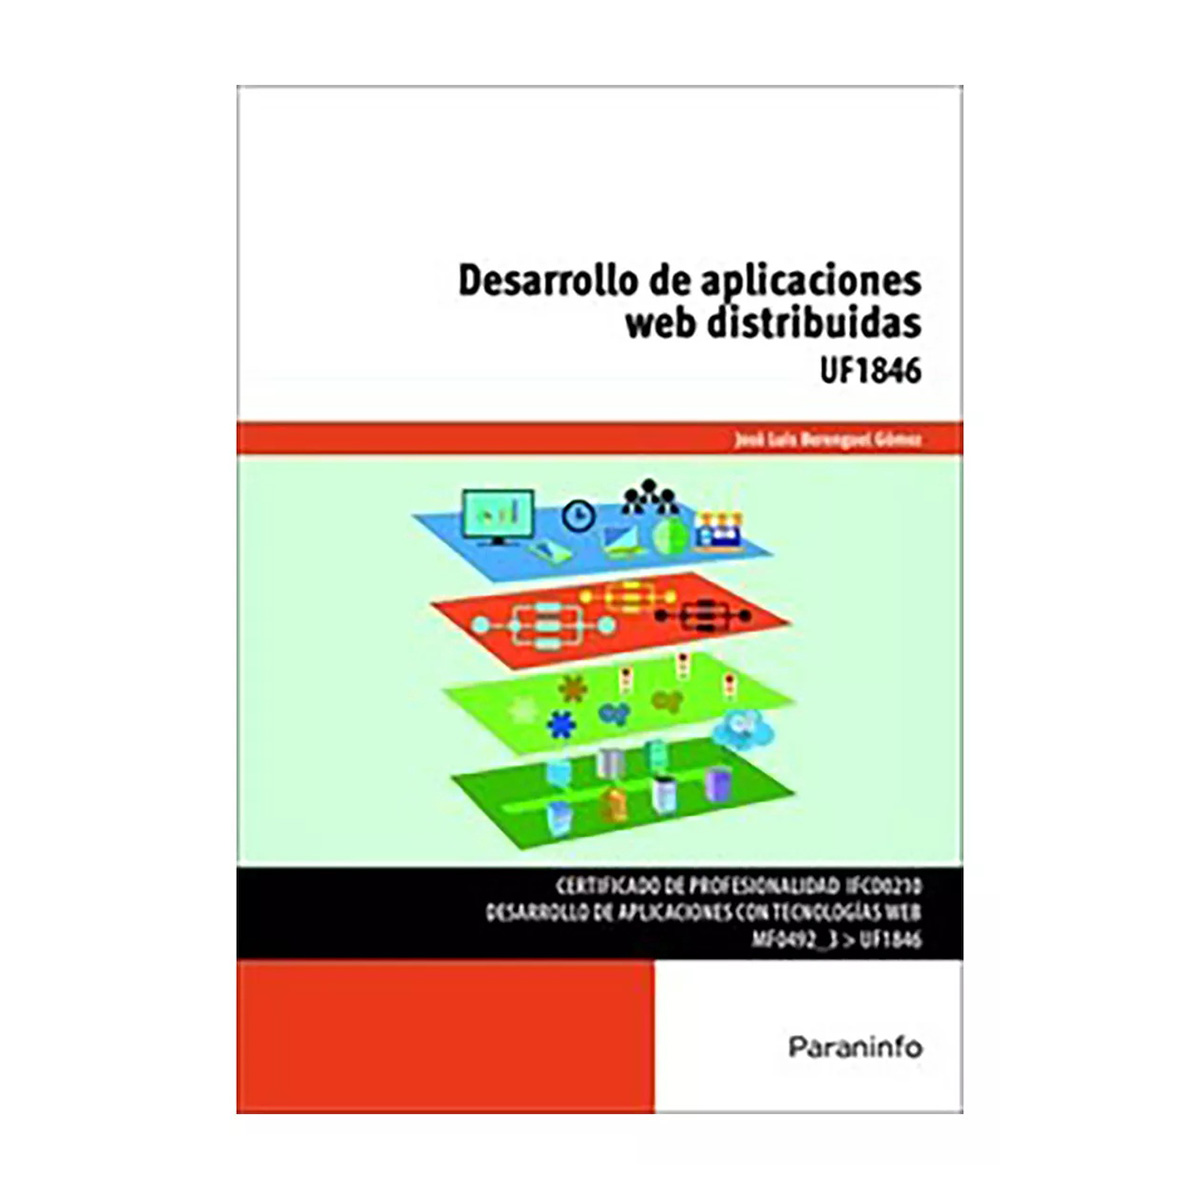 Desarrollo de aplicaciones
web distribuidas
UF1846
José Luis Berenguel Gómez
CERTIFICADO DE PROFESIONALIDAD IFCD0210
DESARROLLO DE APLICACIONES CON TECNOLOGÍAS WEB
MF0492_3 > UF1846
Paraninfo